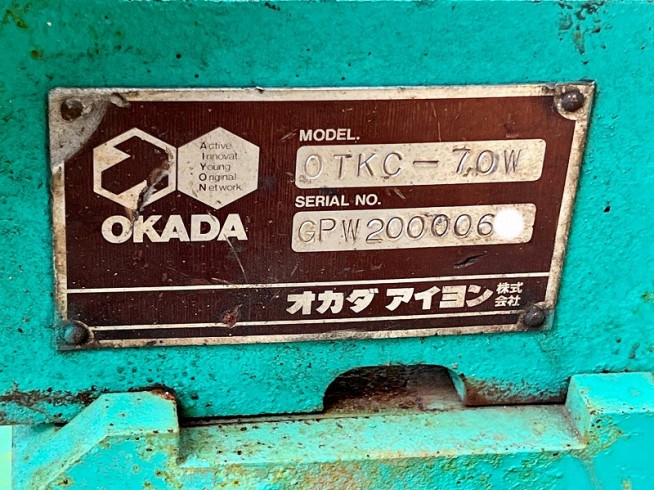 Active
Innovat
Young
Original
Network
AIYON
OKADA
MODEL.
OTKC-70W
SERIAL NO.
GPW200006
オカダ アイヨン株式会社